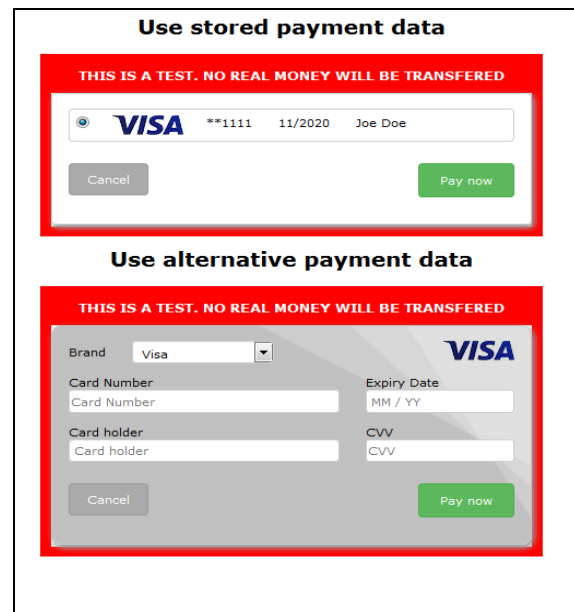 Use stored payment data
THIS IS A TEST. NO REAL MONEY WILL BE TRANSFERED
VISA **1111 11/2020 Joe Doe
Cancel Pay now
Use alternative payment data
THIS IS A TEST. NO REAL MONEY WILL BE TRANSFERED
Brand Visa VISA
Card Number Expiry Date
Card Number MM / YY
Card holder CVV
Card holder CVV
Cancel Pay now